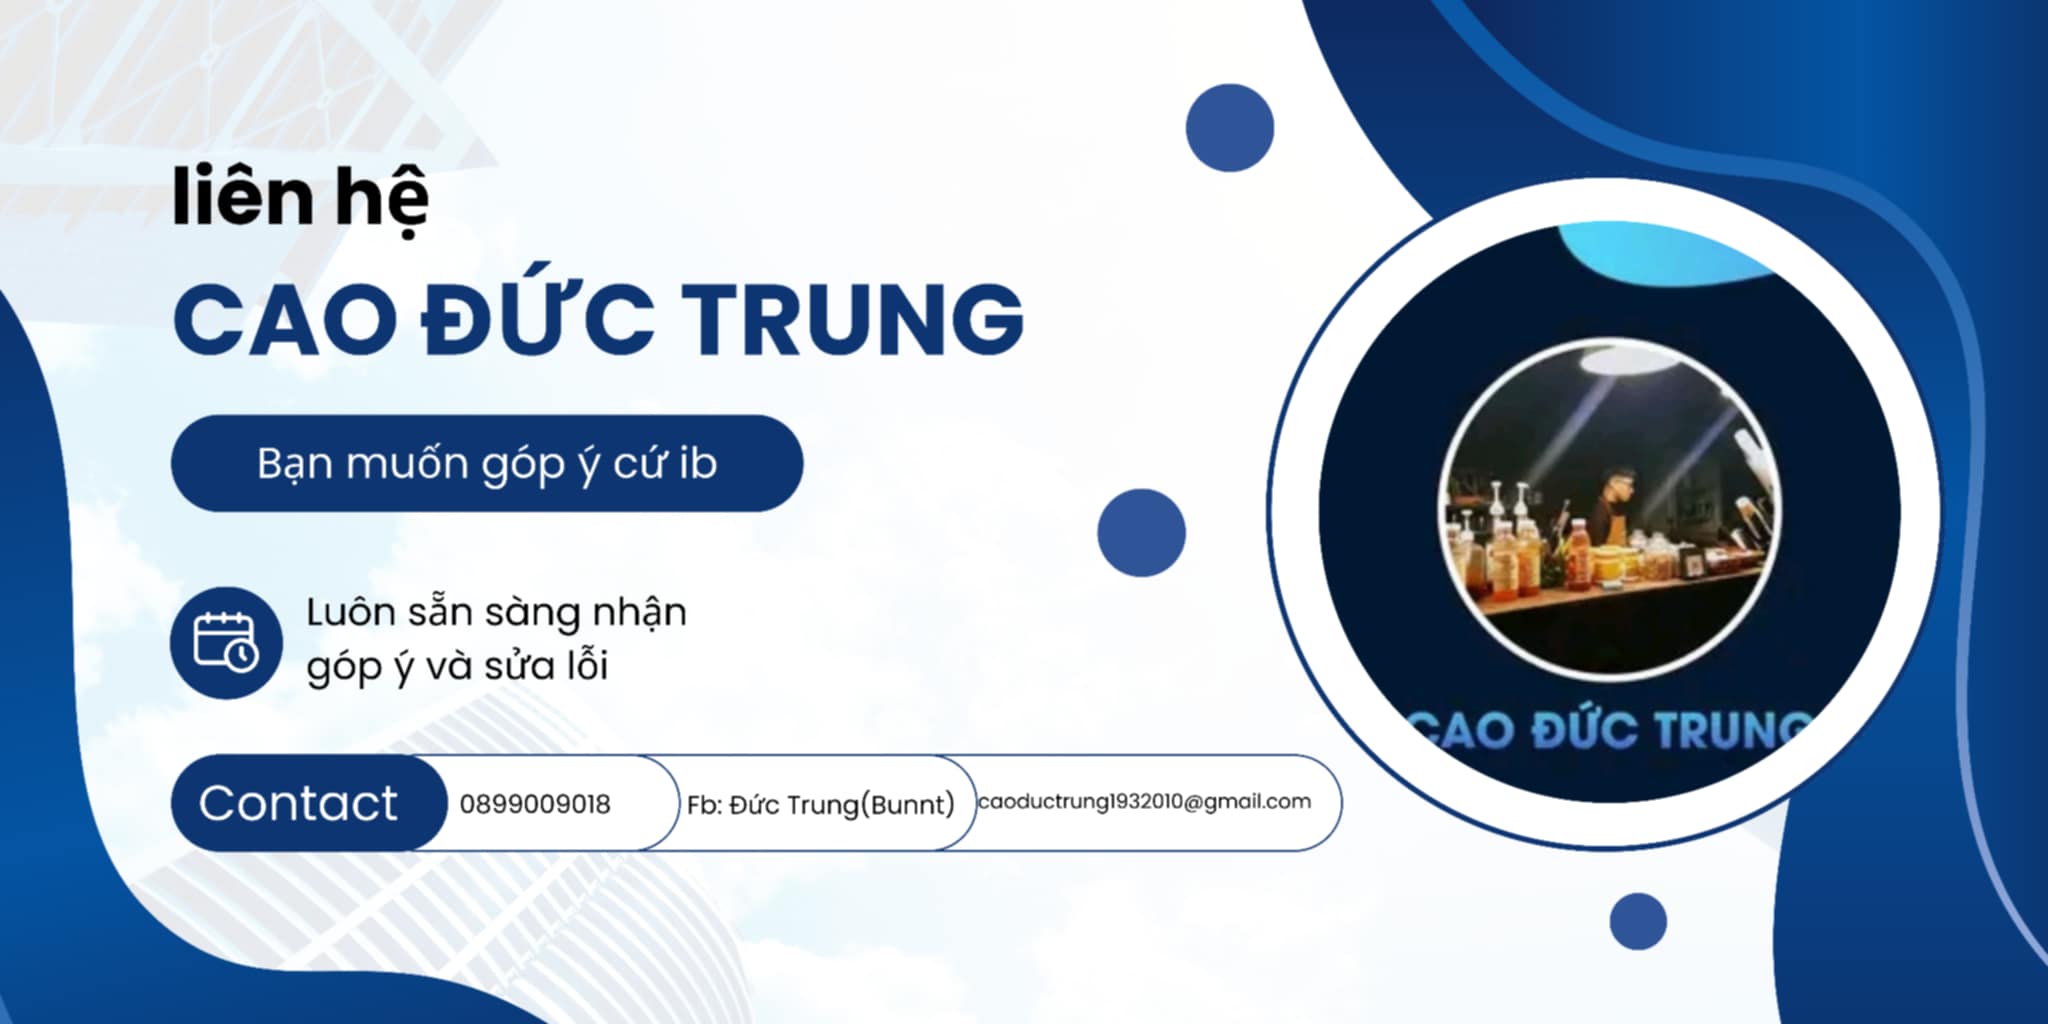 liên hệ
CAO ĐỨC TRUNG
Bạn muốn góp ý cứ ib
Luôn sẵn sàng nhận
góp ý và sửa lỗi
Contact
0899009018
Fb: Đức Trung(Bunnt)
caoductrung1932010@gmail.com
CAO ĐỨC TRUNG